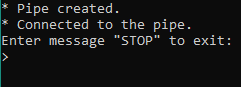 * Pipe created.
* Connected to the pipe.
Enter message "STOP" to exit:
>